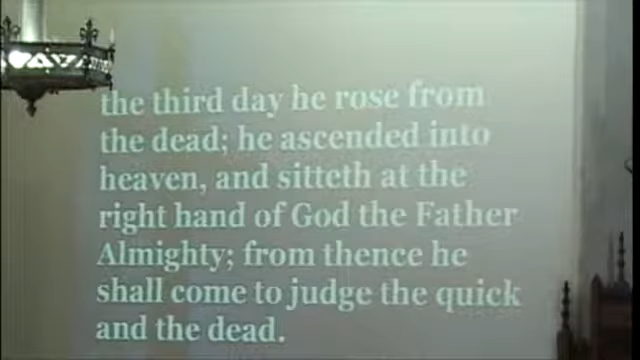 the third day he rose from
the dead; he ascended into
heaven, and sitteth at the
right hand of God the Father
Almighty; from thence he
shall come to judge the quick
and the dead.